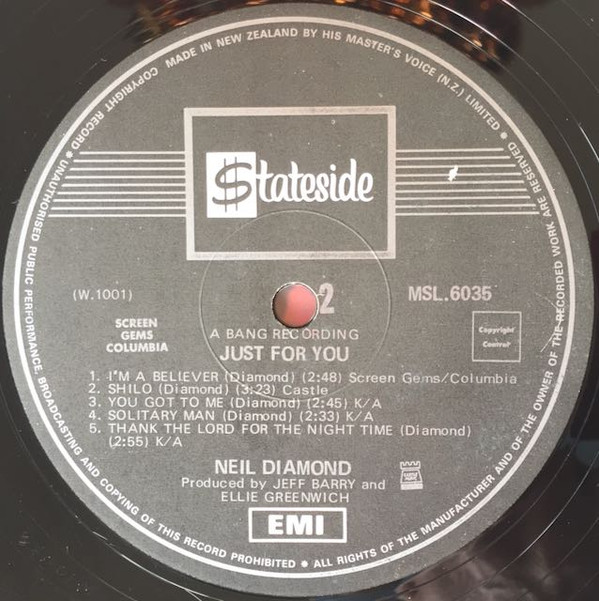 COPYRIGHT RECORD ● MADE IN NEW ZEALAND BY HIS MASTER'S VOICE (N.Z.) LIMITED ● ALL RIGHTS OF THE MANUFACTURER AND OF THE OWNER OF THE RECORDED WORK ARE RESERVED ● UNAUTHORISED PUBLIC PERFORMANCE, BROADCASTING AND COPYING OF THIS RECORD PROHIBITED ●
$tateside
2
(W.1001)
MSL.6035
SCREEN
GEMS
COLUMBIA
Copyright
Control
A BANG RECORDING
JUST FOR YOU
1. I'M A BELIEVER (Diamond) (2:48) Screen Gems/Columbia
2. SHILO (Diamond) (3:23) Castle
3. YOU GOT TO ME (Diamond) (2:45) K/A
4. SOLITARY MAN (Diamond) (2:33) K/A
5. THANK THE LORD FOR THE NIGHT TIME (Diamond)
(2:55) K/A
NEIL DIAMOND
Produced by JEFF BARRY and
ELLIE GREENWICH
EMI